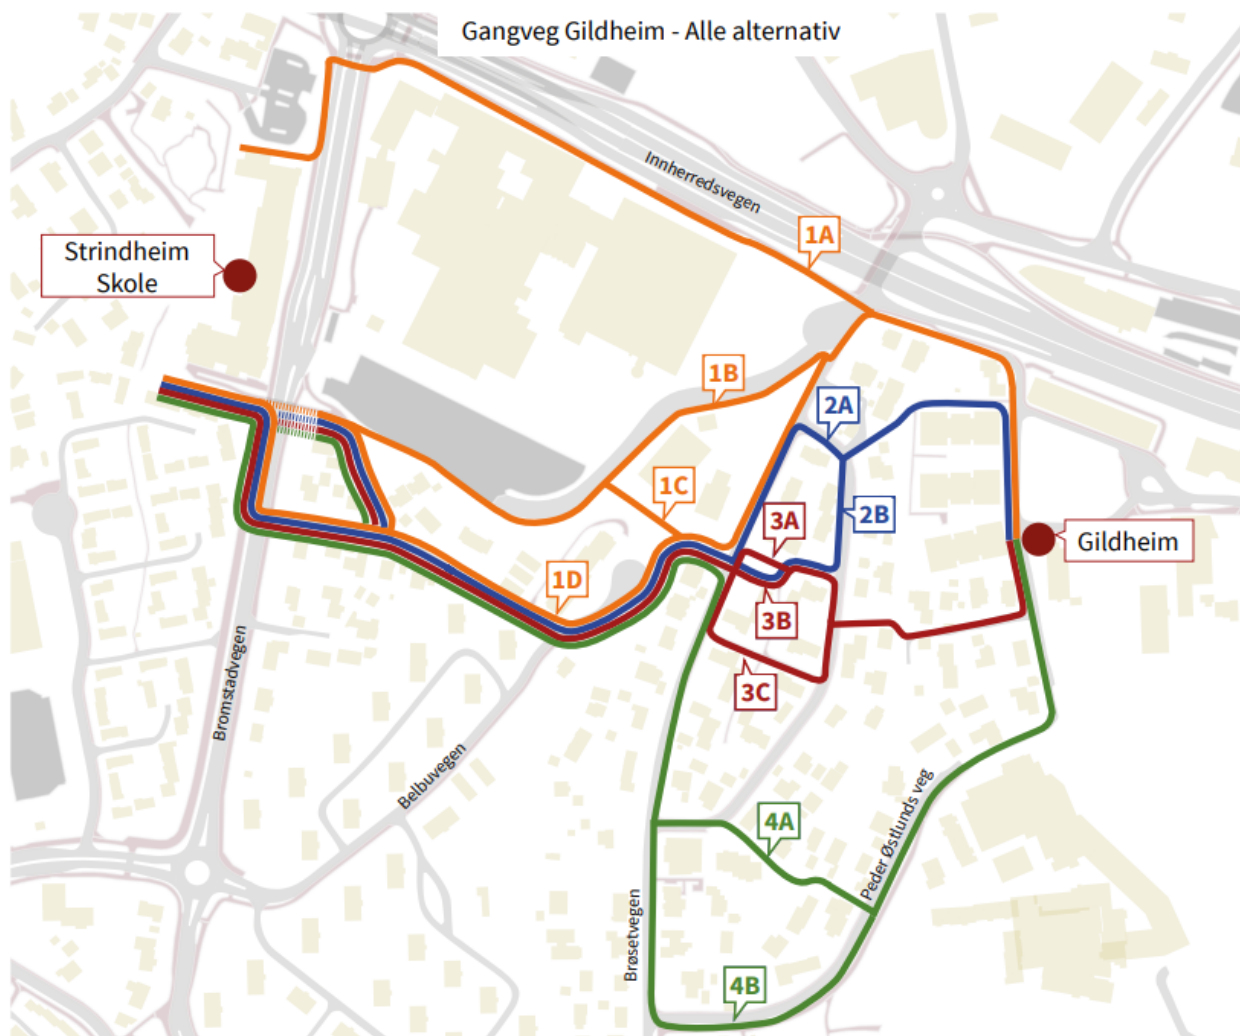 Gangveg Gildheim - Alle alternativ
Innherredsvegen
1A
Strindheim
Skole
1B
2A
1C
2B
3A
Gildheim
1D
3B
3C
Bromstadvegen
Belbuvegen
4A
Peder Østlunds veg
Brøsetvegen
4B